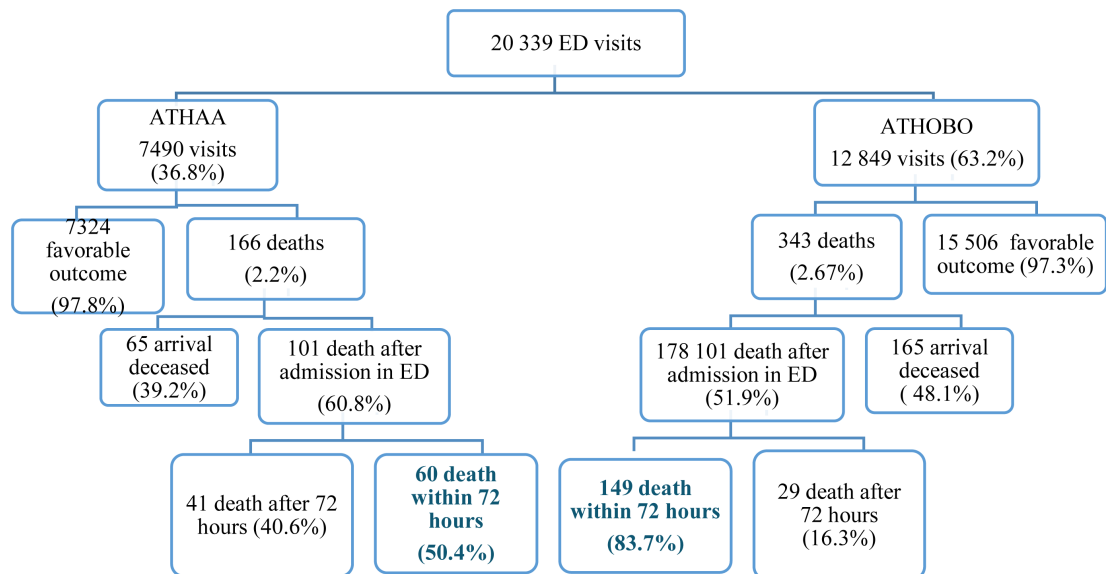 20 339 ED visits
ATHAA
7490 visits
(36.8%)
ATHOBO
12 849 visits (63.2%)
7324
favorable
outcome
(97.8%)
166 deaths
(2.2%)
343 deaths
(2.67%)
15 506 favorable
outcome (97.3%)
65 arrival
deceased
(39.2%)
101 death after
admission in ED
(60.8%)
178 101 death after
admission in ED
(51.9%)
165 arrival
deceased
( 48.1%)
41 death after 72
hours (40.6%)
60 death
within 72
hours
(50.4%)
149 death
within 72 hours
(83.7%)
29 death after
72 hours
(16.3%)